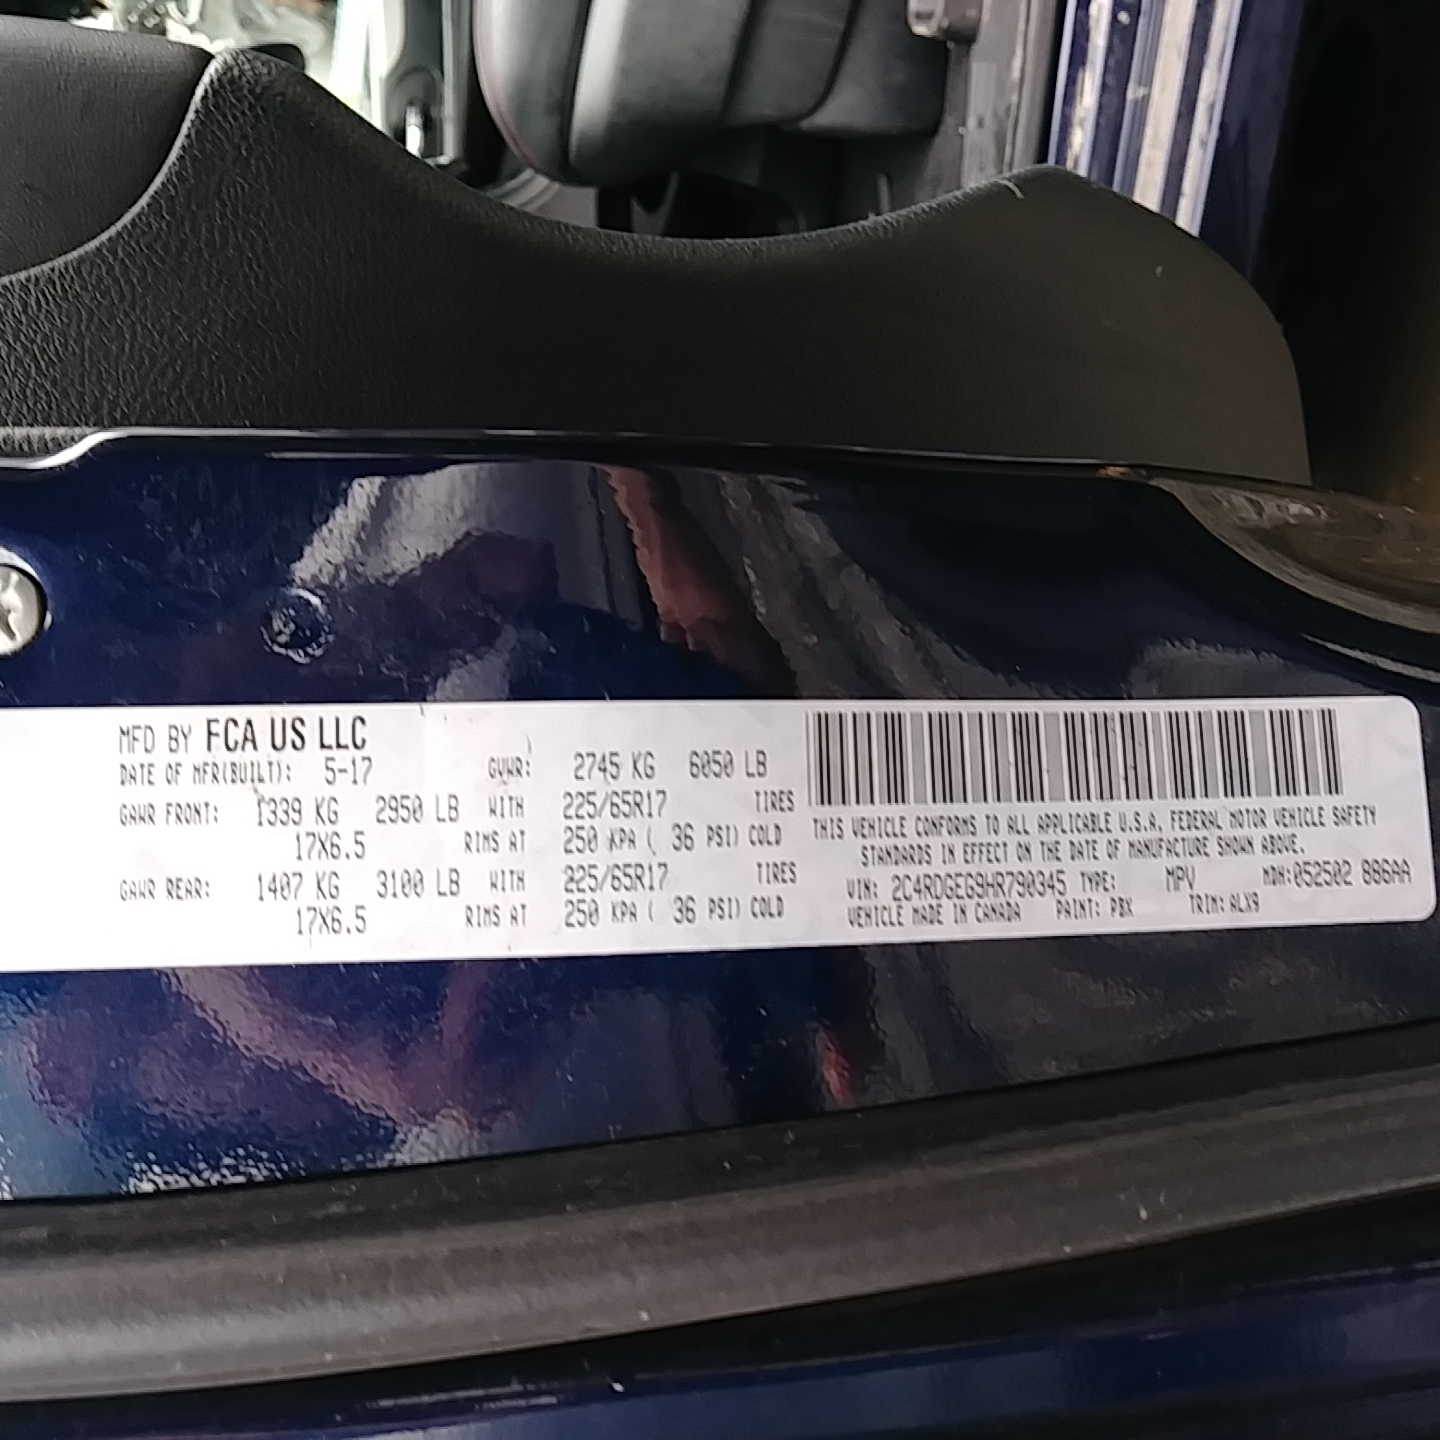 MFD BY FCA US LLC
DATE OF MFR(BUILT): 5-17 GVWR: 2745 KG 6050 LB
GAWR FRONT: 1339 KG 2950 LB WITH 225/65R17 TIRES
17X6.5 RIMS AT 250 KPA ( 36 PSI) COLD
GAWR REAR: 1407 KG 3100 LB WITH 225/65R17 TIRES
17X6.5 RIMS AT 250 KPA ( 36 PSI) COLD
THIS VEHICLE CONFORMS TO ALL APPLICABLE U.S.A. FEDERAL MOTOR VEHICLE SAFETY
STANDARDS IN EFFECT ON THE DATE OF MANUFACTURE SHOWN ABOVE.
VIN: 2C4RDGEG9HR790345 TYPE: MPV MDH:052502 886AA
VEHICLE MADE IN CANADA PAINT: PBX TRIM: ALX9